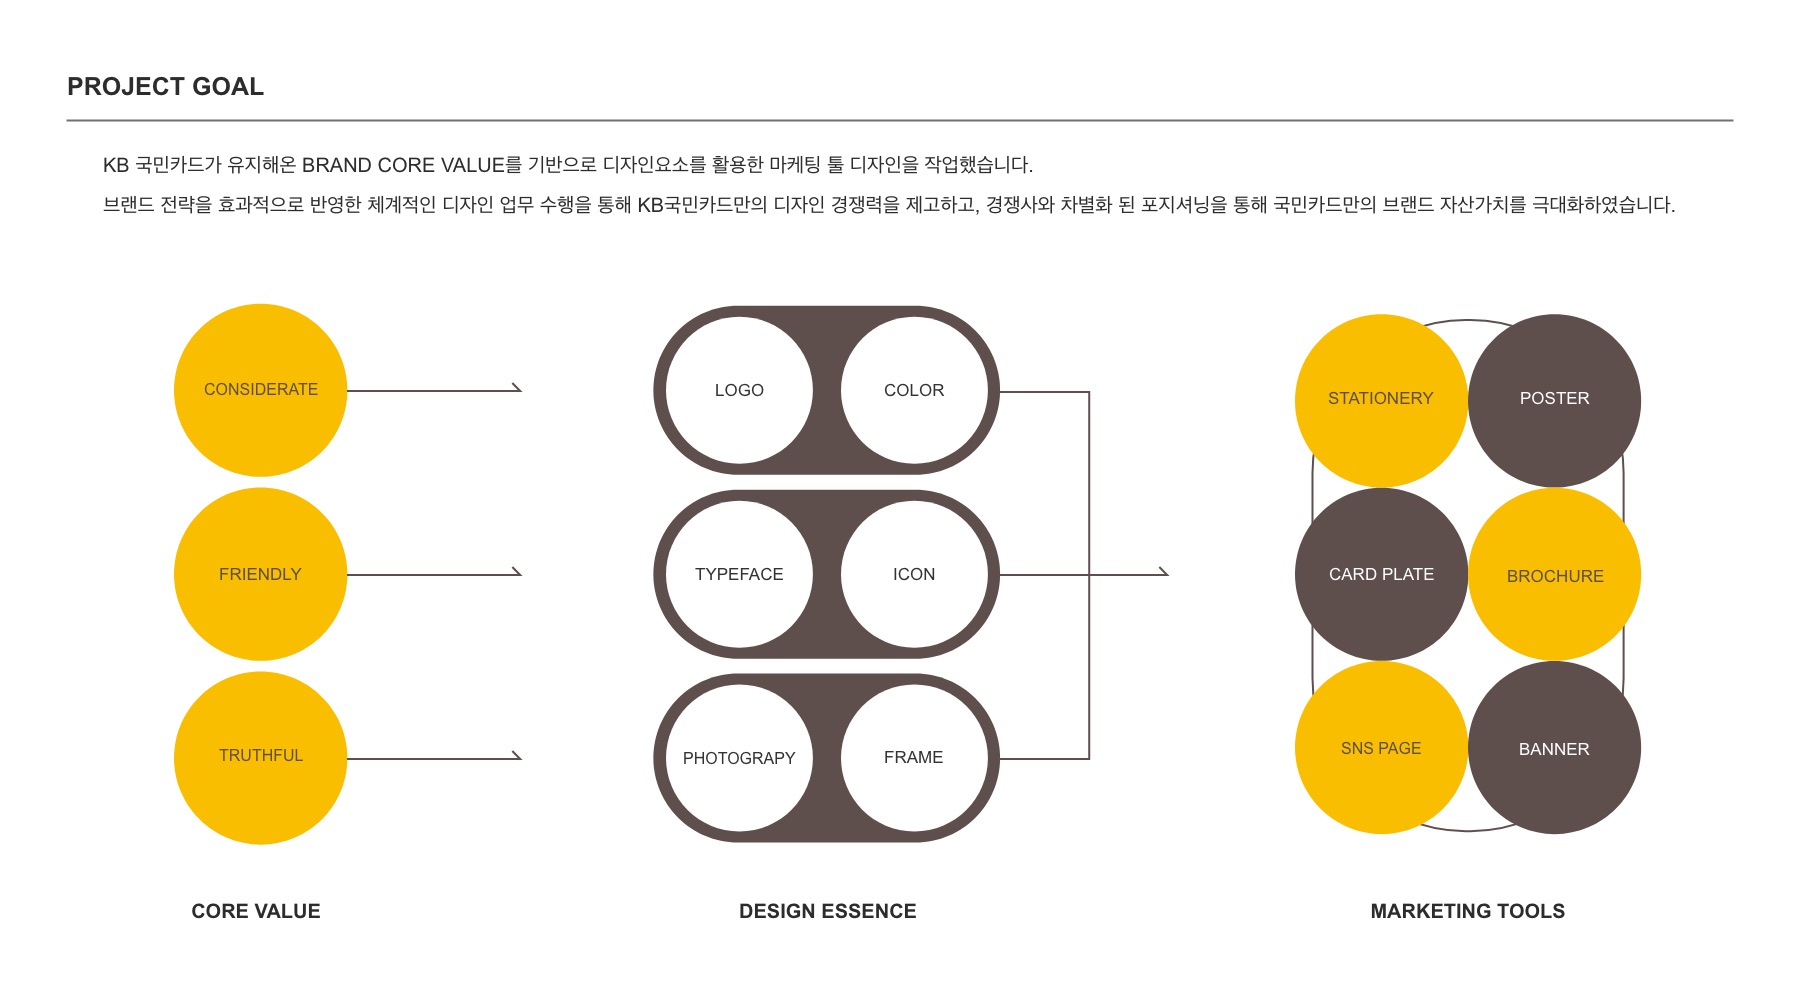 PROJECT GOAL
KB 국민카드가 유지해온 BRAND CORE VALUE를 기반으로 디자인요소를 활용한 마케팅 툴 디자인을 작업했습니다.
브랜드 전략을 효과적으로 반영한 체계적인 디자인 업무 수행을 통해 KB국민카드만의 디자인 경쟁력을 제고하고, 경쟁사와 차별화 된 포지셔닝을 통해 국민카드만의 브랜드 자산가치를 극대화하였습니다.
CONSIDERATE
FRIENDLY
TRUTHFUL
CORE VALUE
LOGO
COLOR
TYPEFACE
ICON
PHOTOGRAPY
FRAME
DESIGN ESSENCE
STATIONERY
POSTER
CARD PLATE
BROCHURE
SNS PAGE
BANNER
MARKETING TOOLS